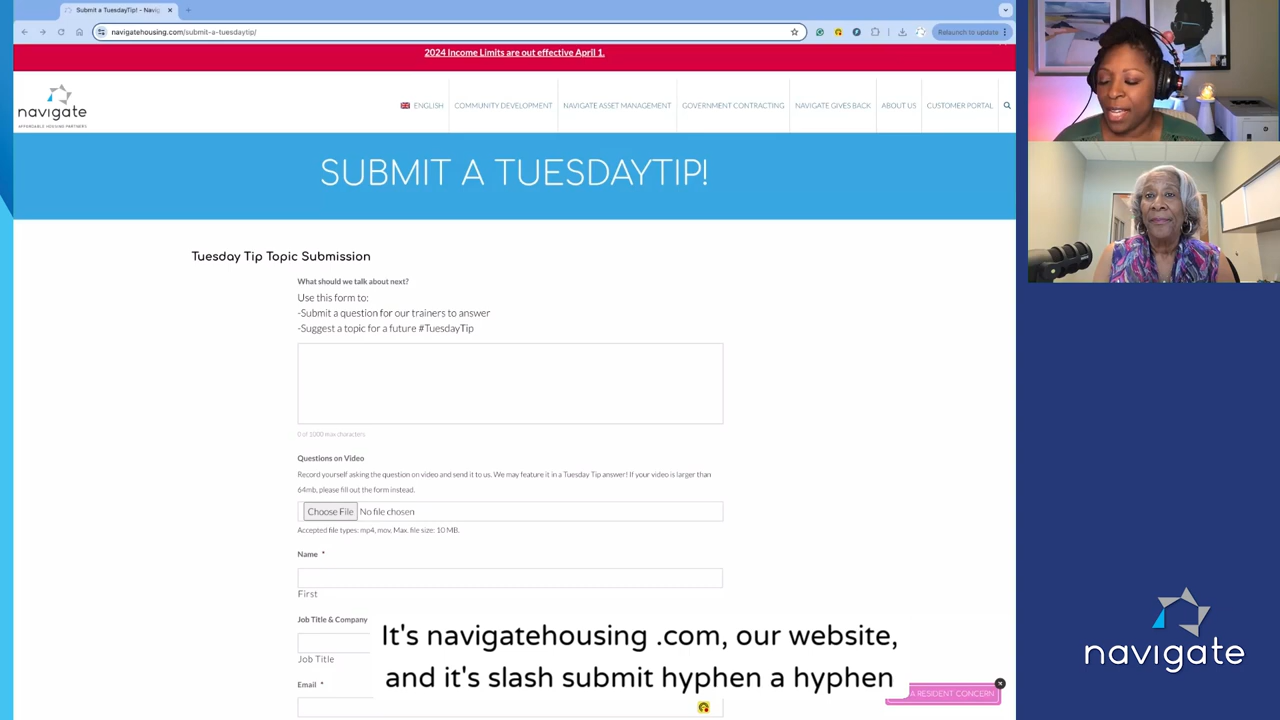 Submit a TuesdayTip! - Navig
navigatehousing.com/submit-a-tuesdaytip/
Relaunch to update
2024 Income Limits are out effective April 1.
navigate
AFFORDABLE HOUSING PARTNERS
ENGLISH
COMMUNITY DEVELOPMENT
NAVIGATE ASSET MANAGEMENT
GOVERNMENT CONTRACTING
NAVIGATE GIVES BACK
ABOUT US
CUSTOMER PORTAL
SUBMIT A TUESDAYTIP!
Tuesday Tip Topic Submission
What should we talk about next?
Use this form to:
-Submit a question for our trainers to answer
-Suggest a topic for a future #TuesdayTip
0 of 1000 max characters
Questions on Video
Record yourself asking the question on video and send it to us. We may feature it in a Tuesday Tip answer! If your video is larger than
64mb, please fill out the form instead.
Choose File No file chosen
Accepted file types: mp4, mov, Max. file size: 10 MB.
Name *
First
Job Title & Company
Job Title
Email *
It's navigatehousing .com, our website,
and it's slash submit hyphen a hyphen
A RESIDENT CONCERN
navigate